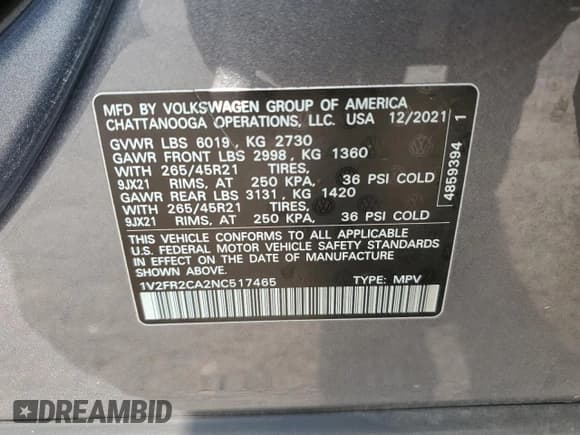 MFD BY VOLKSWAGEN GROUP OF AMERICA
CHATTANOOGA OPERATIONS, LLC. USA 12/2021
GVWR LBS 6019, KG 2730
GAWR FRONT LBS 2998, KG 1360
WITH 265/45R21 TIRES,
9JX21 RIMS, AT 250 KPA, 36 PSI COLD
GAWR REAR LBS 3131, KG 1420
WITH 265/45R21 TIRES,
9JX21 RIMS, AT 250 KPA, 36 PSI COLD
THIS VEHICLE CONFORMS TO ALL APPLICABLE
U.S. FEDERAL MOTOR VEHICLE SAFETY STANDARDS
IN EFFECT ON THE DATE OF MANUFACTURE
SHOWN ABOVE.
1V2FR2CA2NC517465 TYPE: MPV
4859394 1
DREAMBID